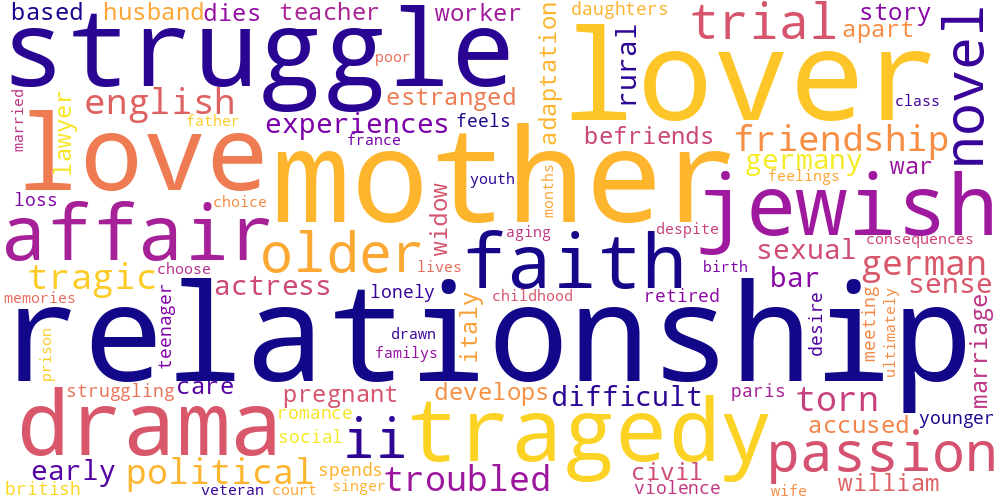 based
husband
dies
teacher
worker
daughters
trial
story
struggle
poor
adaptation
lover
rural
apart
novel
married
lawyer
english
father
estranged
experiences
feels
france
class
befriends
friendship
love
mother
youth
months
germany
war
feelings
loss
choice
jewish
affair
older
widow
aging
despite
faith
sexual
consequences
tragic
choose
lives
birth
bar
german
sense
memories
teenager
actress
lonely
italy
childhood
retired
desire
meeting
ultimately
marriage
relationship
prison
drawn
familys
struggling
care
pregnant
develops
difficult
paris
torn
younger
drama
romance
social
ii
tragedy
accused
passion
early
political
spends
singer
troubled
civil
violence
william
british
veteran
court
wife